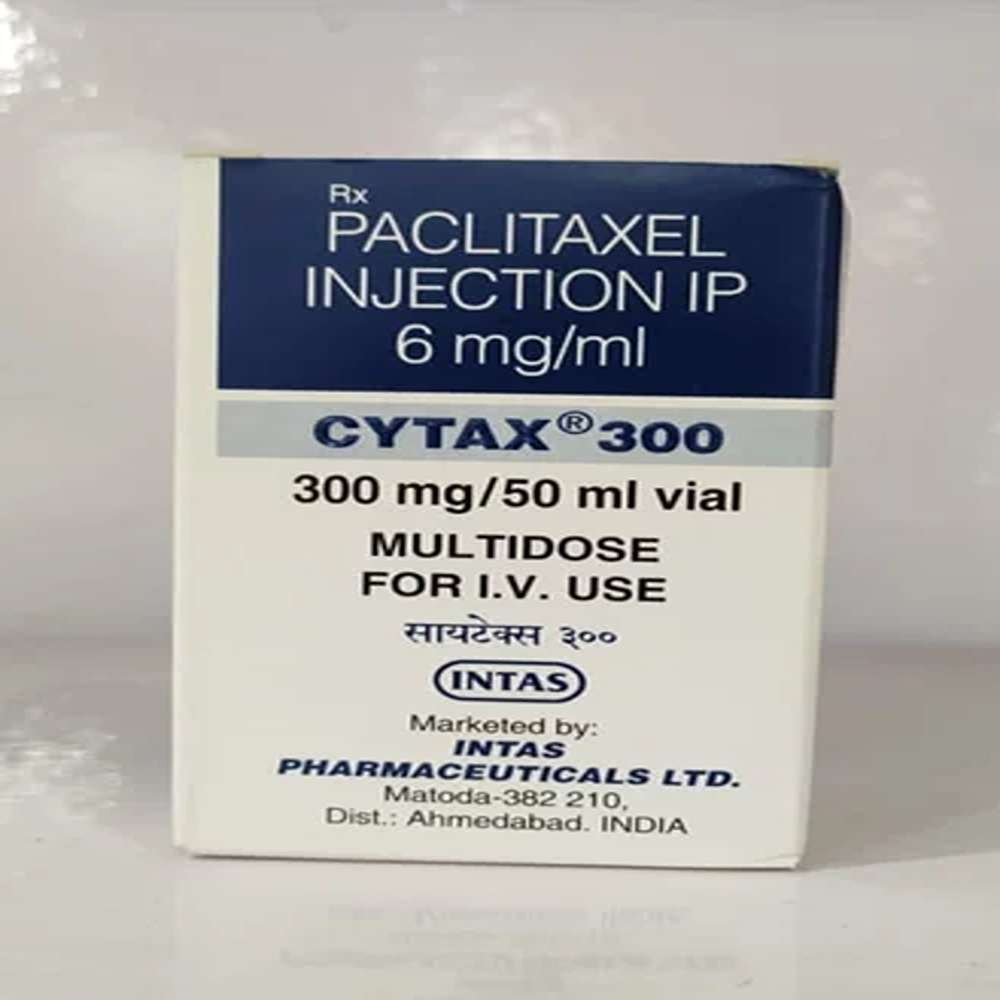 Rx
PACLITAXEL
INJECTION IP
6 mg/ml
CYTAX® 300
300 mg/50 ml vial
MULTIDOSE
FOR I.V. USE
सायटेक्स ३००
INTAS
Marketed by:
INTAS
PHARMACEUTICALS LTD.
Matoda-382 210,
Dist.: Ahmedabad. INDIA